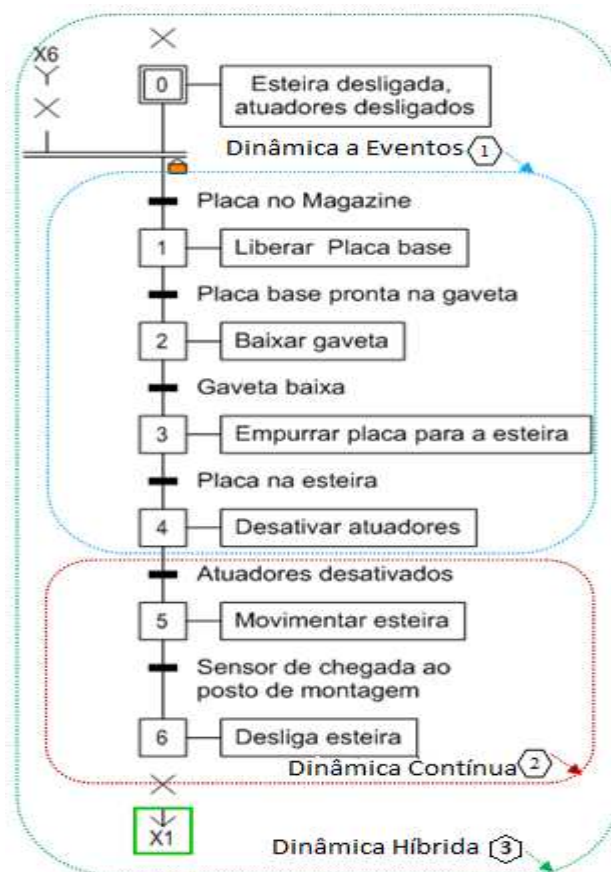 X6
0
Esteira desligada,
atuadores desligados
Dinâmica a Eventos 1
Placa no Magazine
1
Liberar Placa base
Placa base pronta na gaveta
2
Baixar gaveta
Gaveta baixa
3
Empurrar placa para a esteira
Placa na esteira
4
Desativar atuadores
Atuadores desativados
5
Movimentar esteira
Sensor de chegada ao
posto de montagem
6
Desliga esteira
Dinâmica Contínua 2
X1
Dinâmica Híbrida 3